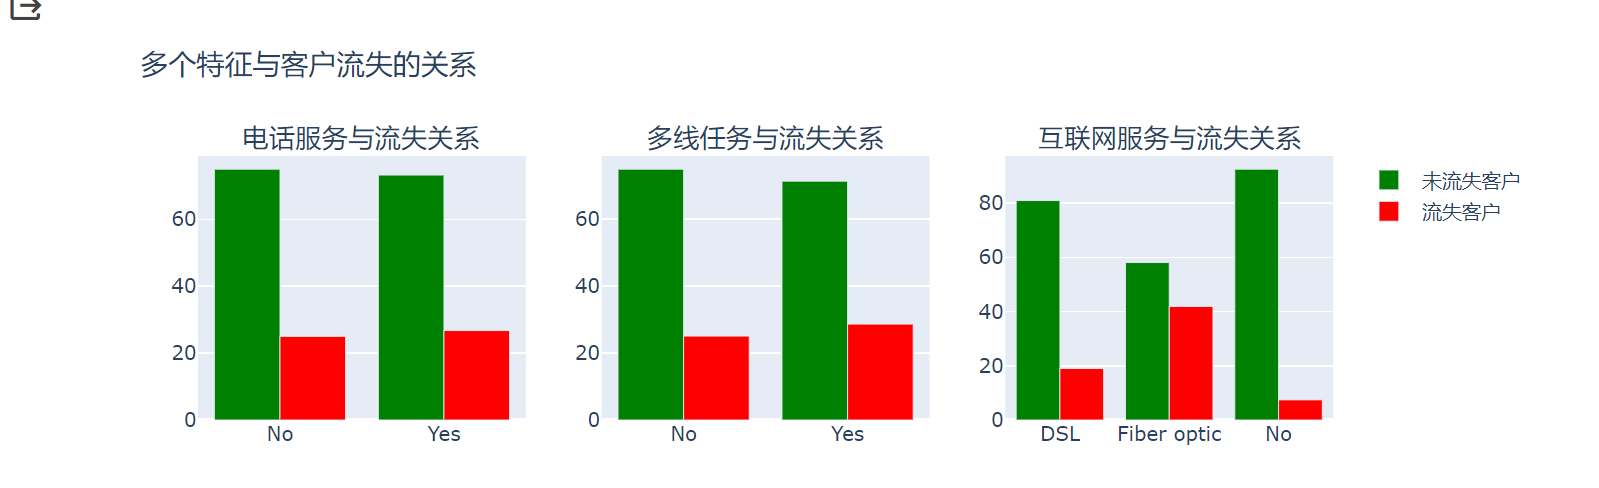 多个特征与客户流失的关系
电话服务与流失关系
60
40
20
0
No Yes
多线任务与流失关系
60
40
20
0
No Yes
互联网服务与流失关系
80
60
40
20
0
DSL Fiber optic No
未流失客户
流失客户